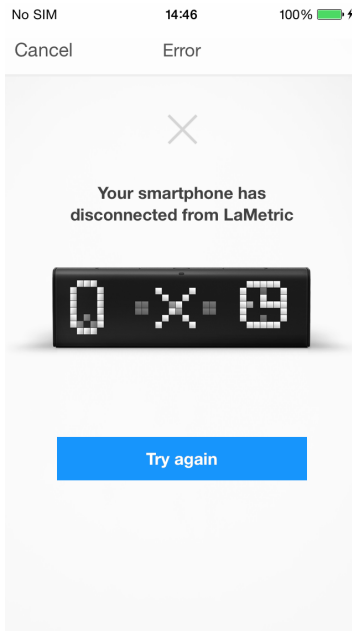 No SIM 14:46 100%
Cancel Error
Your smartphone has
disconnected from LaMetric
Try again